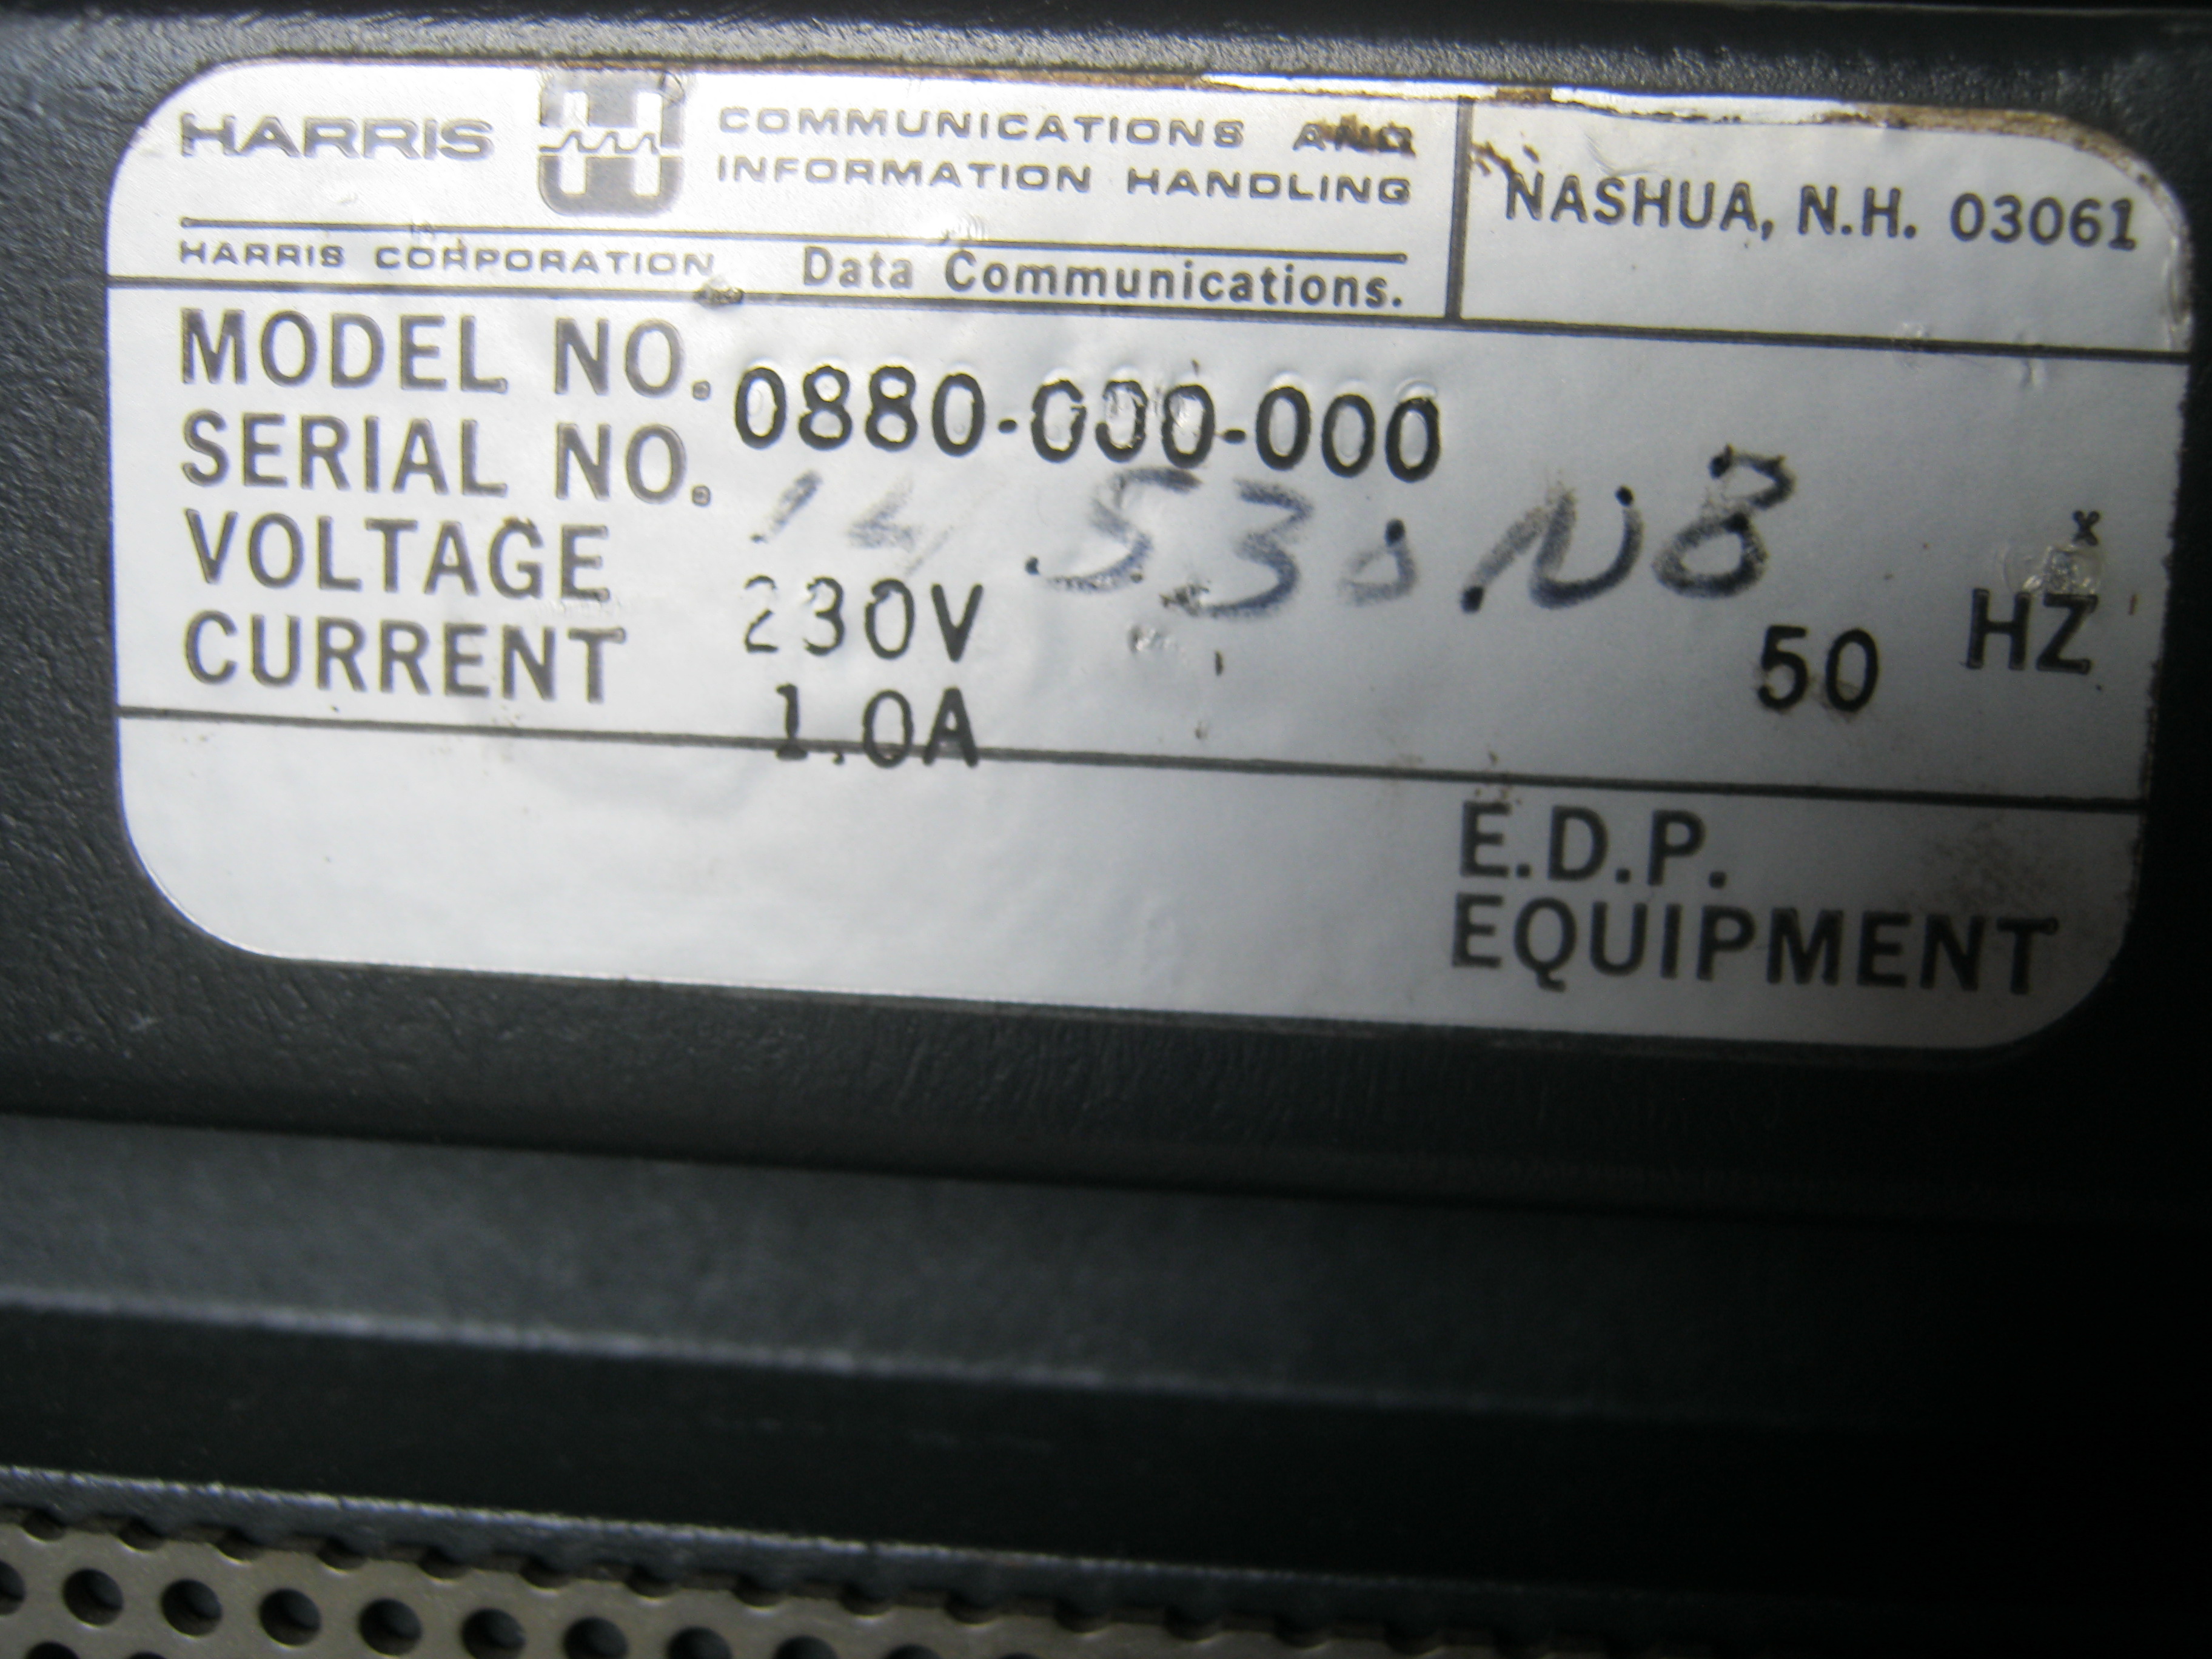 HARRIS
COMMUNICATIONS AND
INFORMATION HANDLING
HARRIS CORPORATION Data Communications.
NASHUA, N.H. 03061
MODEL NO. 0880-000-000
SERIAL NO.
VOLTAGE 230V 50 HZ
CURRENT 1.0A
E.D.P.
EQUIPMENT